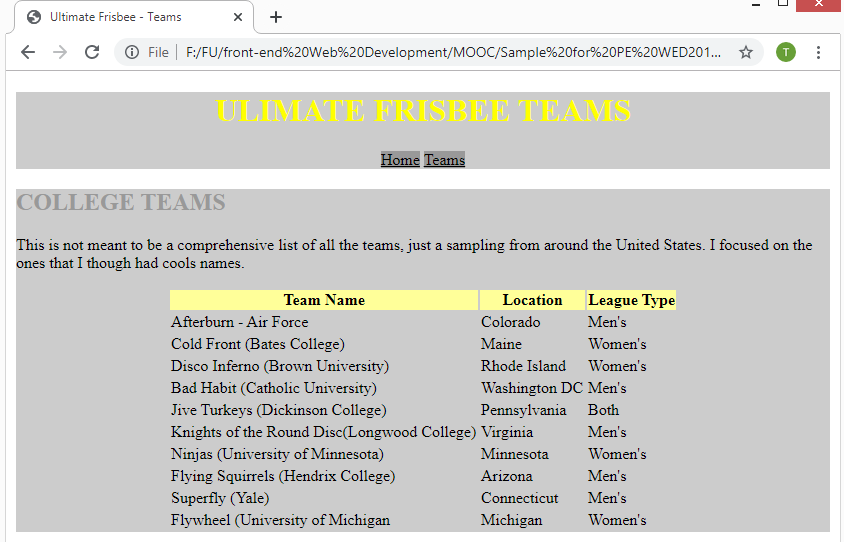 Ultimate Frisbee - Teams
File F:/FU/front-end%20Web%20Development/MOOC/Sample%20for%20PE%20WED201... T
ULIMATE FRISBEE TEAMS
Home Teams
COLLEGE TEAMS
This is not meant to be a comprehensive list of all the teams, just a sampling from around the United States. I focused on the
ones that I though had cools names.
Team Name Location League Type
Afterburn - Air Force Colorado Men's
Cold Front (Bates College) Maine Women's
Disco Inferno (Brown University) Rhode Island Women's
Bad Habit (Catholic University) Washington DC Men's
Jive Turkeys (Dickinson College) Pennsylvania Both
Knights of the Round Disc(Longwood College) Virginia Men's
Ninjas (University of Minnesota) Minnesota Women's
Flying Squirrels (Hendrix College) Arizona Men's
Superfly (Yale) Connecticut Men's
Flywheel (University of Michigan Michigan Women's